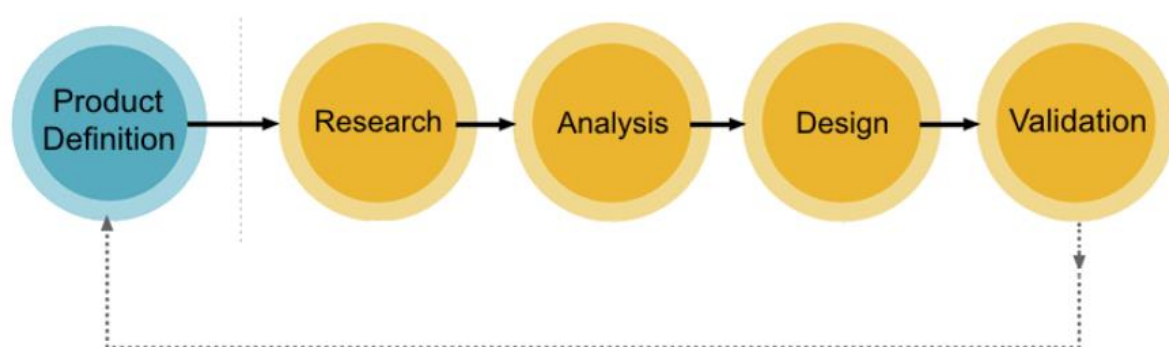 Product
Definition
Research
Analysis
Design
Validation